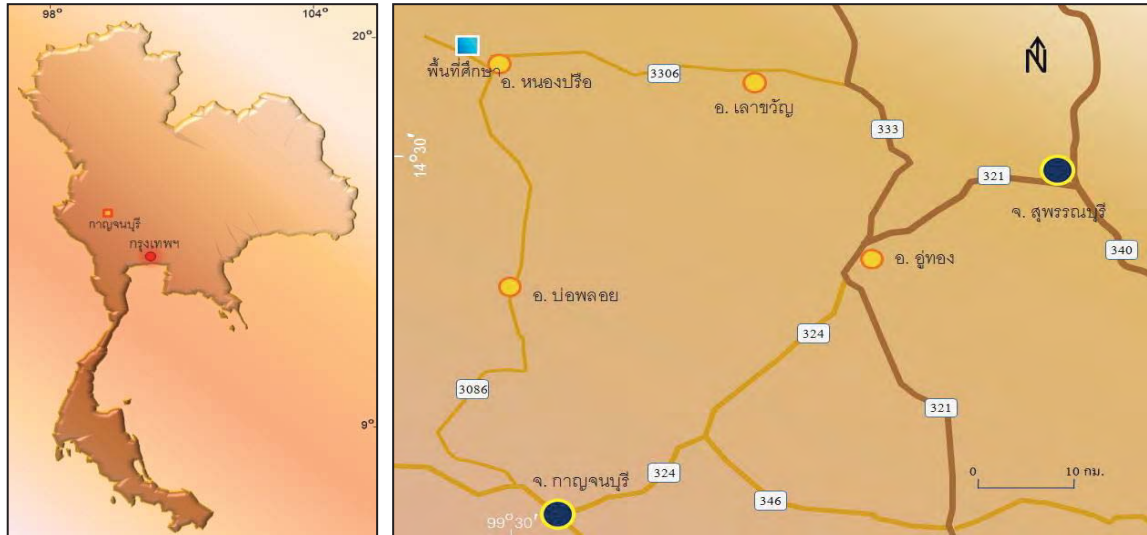 98°
104°
20°
กาญจนบุรี
กรุงเทพฯ
9°
พื้นที่ศึกษา
อ. หนองปรือ
3306
อ. เลาขวัญ
N
14°30′
333
321
จ. สุพรรณบุรี
340
อ. อู่ทอง
อ. บ่อพลอย
324
3086
321
324
จ. กาญจนบุรี
346
0 10 กม.
99°30′